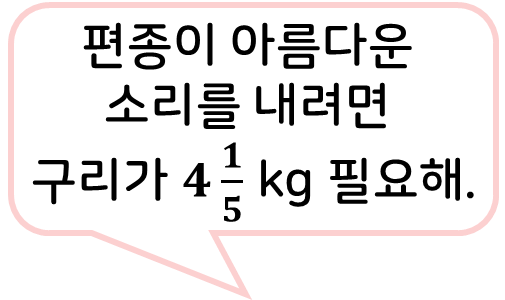 편종이 아름다운
소리를 내려면
구리가 4 1/5 kg 필요해.